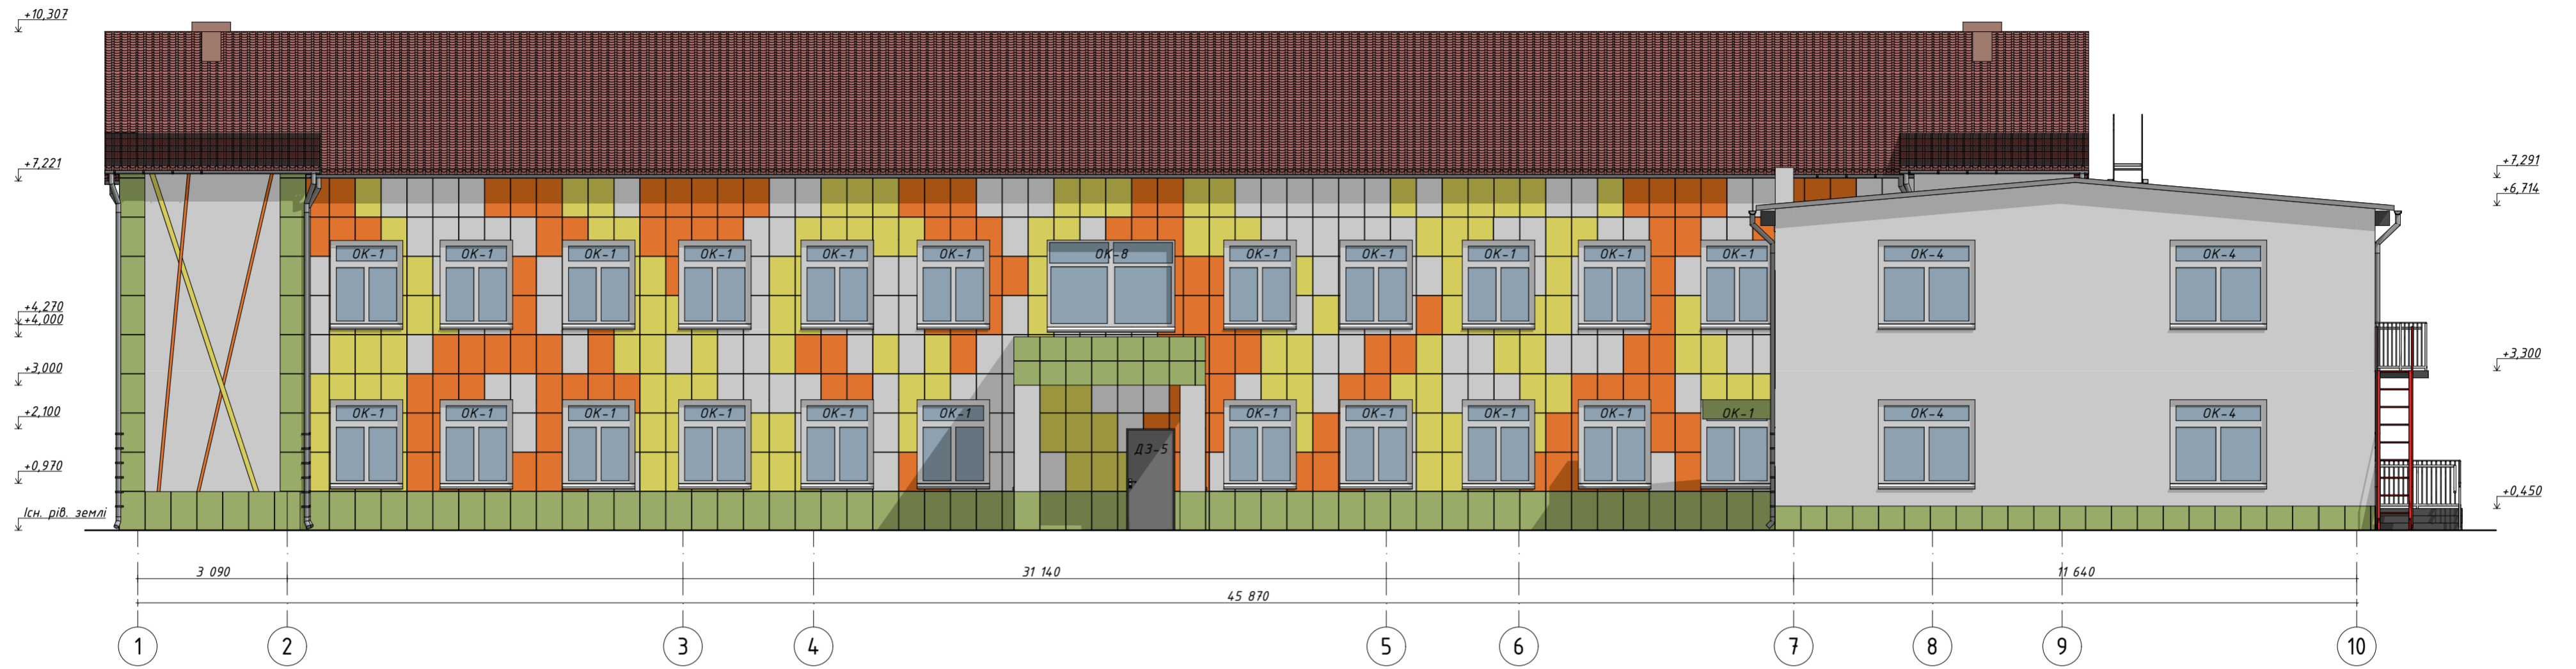 +10,307
+7,221
+7,291
+6,714
ОК-1 ОК-1 ОК-1 ОК-1 ОК-1 ОК-1 ОК-8 ОК-1 ОК-1 ОК-1 ОК-1 ОК-1 ОК-4 ОК-4
+4,270
+4,000
+3,300
+3,000
+2,100
ОК-1 ОК-1 ОК-1 ОК-1 ОК-1 ОК-1 ОК-1 ОК-1 ОК-1 ОК-1 ОК-1 ОК-4 ОК-4
ДЗ-5
+0,970
+0,450
Існ. рів. землі
3 090 31 140 11 640
45 870
1 2 3 4 5 6 7 8 9 10